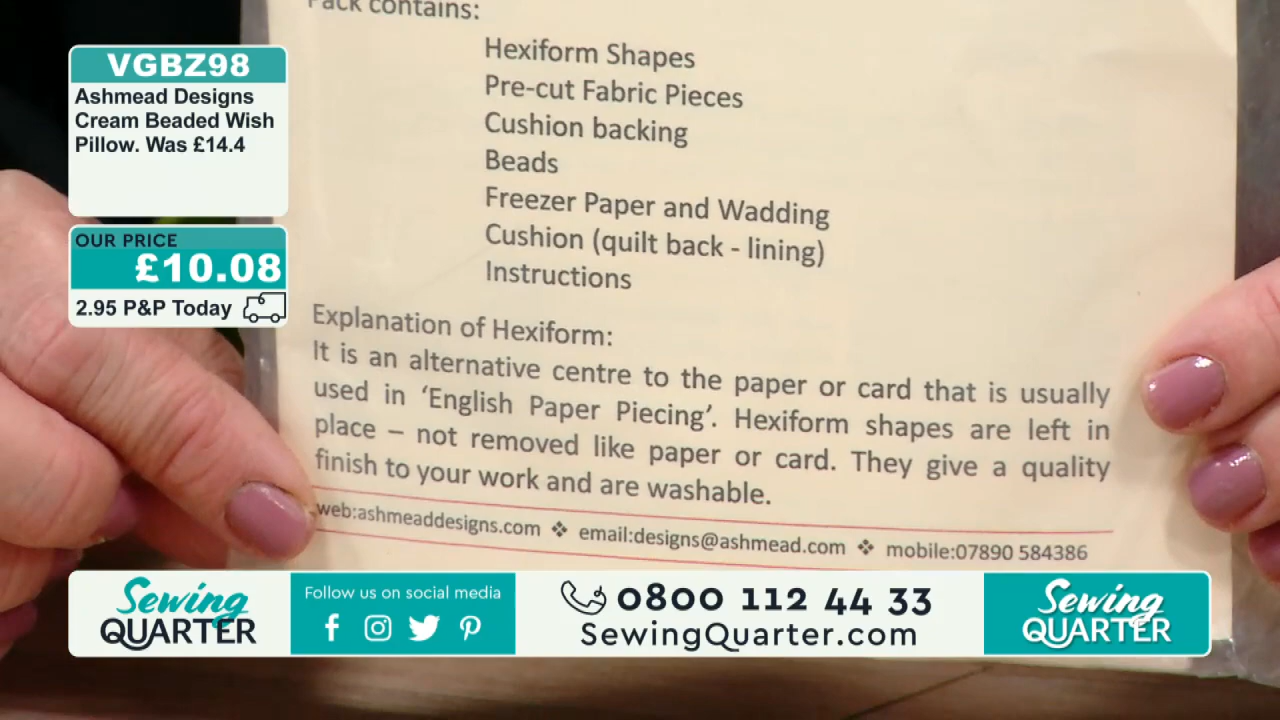 Pack contains:
Hexiform Shapes
Pre-cut Fabric Pieces
Cushion backing
Beads
Freezer Paper and Wadding
Cushion (quilt back - lining)
Instructions
Explanation of Hexiform:
It is an alternative centre to the paper or card that is usually
used in ‘English Paper Piecing’. Hexiform shapes are left in
place – not removed like paper or card. They give a quality
finish to your work and are washable.
web:ashmeaddesigns.com ❖ email:designs@ashmead.com ❖ mobile:07890 584386
VGBZ98
Ashmead Designs
Cream Beaded Wish
Pillow. Was £14.4
OUR PRICE
£10.08
2.95 P&P Today
Sewing
QUARTER
Follow us on social media
0800 112 44 33
SewingQuarter.com
Sewing
QUARTER